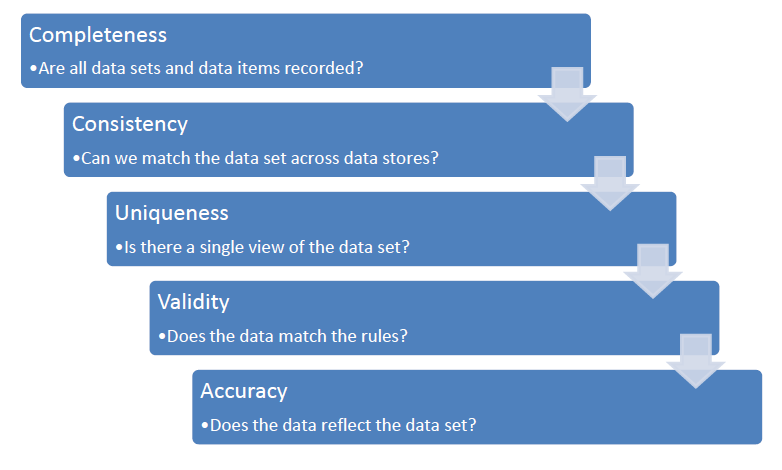 Completeness
•Are all data sets and data items recorded?
Consistency
•Can we match the data set across data stores?
Uniqueness
•Is there a single view of the data set?
Validity
•Does the data match the rules?
Accuracy
•Does the data reflect the data set?